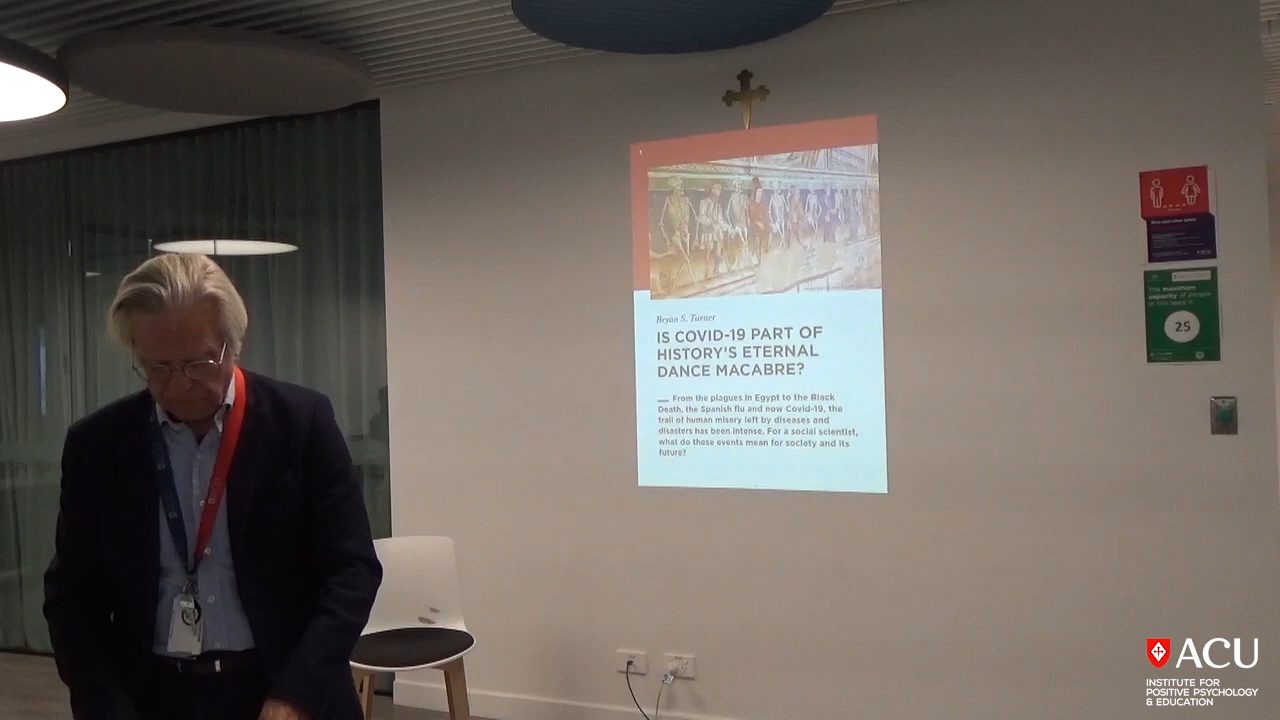 Bryan S. Turner
IS COVID-19 PART OF
HISTORY'S ETERNAL
DANCE MACABRE?
— From the plagues in Egypt to the Black
Death, the Spanish flu and now Covid-19, the
trail of human misery left by diseases and
disasters has been intense. For a social scientist,
what do these events mean for society and its
future?
The maximum
capacity of people
in this area is
25
ACU
INSTITUTE FOR
POSITIVE PSYCHOLOGY
& EDUCATION